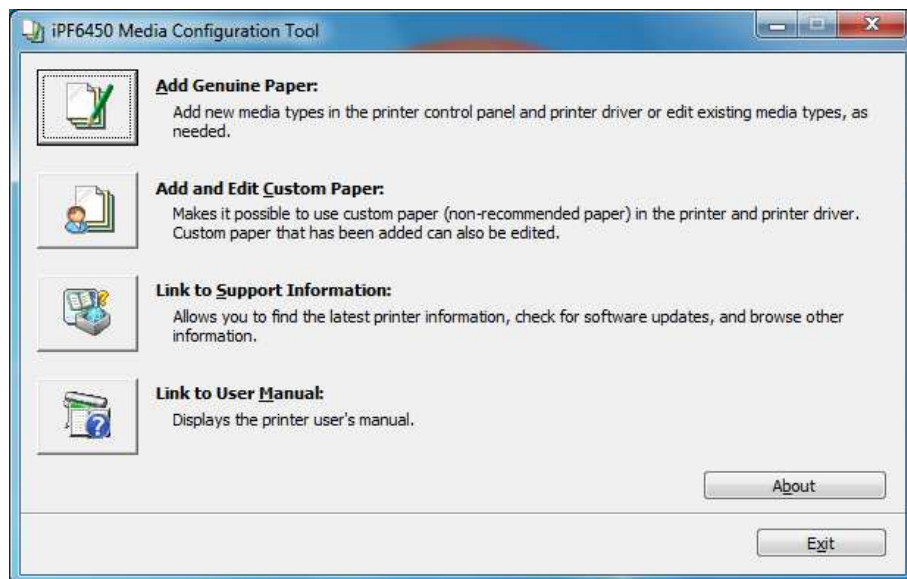 iPF6450 Media Configuration Tool
Add Genuine Paper:
Add new media types in the printer control panel and printer driver or edit existing media types, as
needed.
Add and Edit Custom Paper:
Makes it possible to use custom paper (non-recommended paper) in the printer and printer driver.
Custom paper that has been added can also be edited.
Link to Support Information:
Allows you to find the latest printer information, check for software updates, and browse other
information.
Link to User Manual:
Displays the printer user's manual.
About
Exit